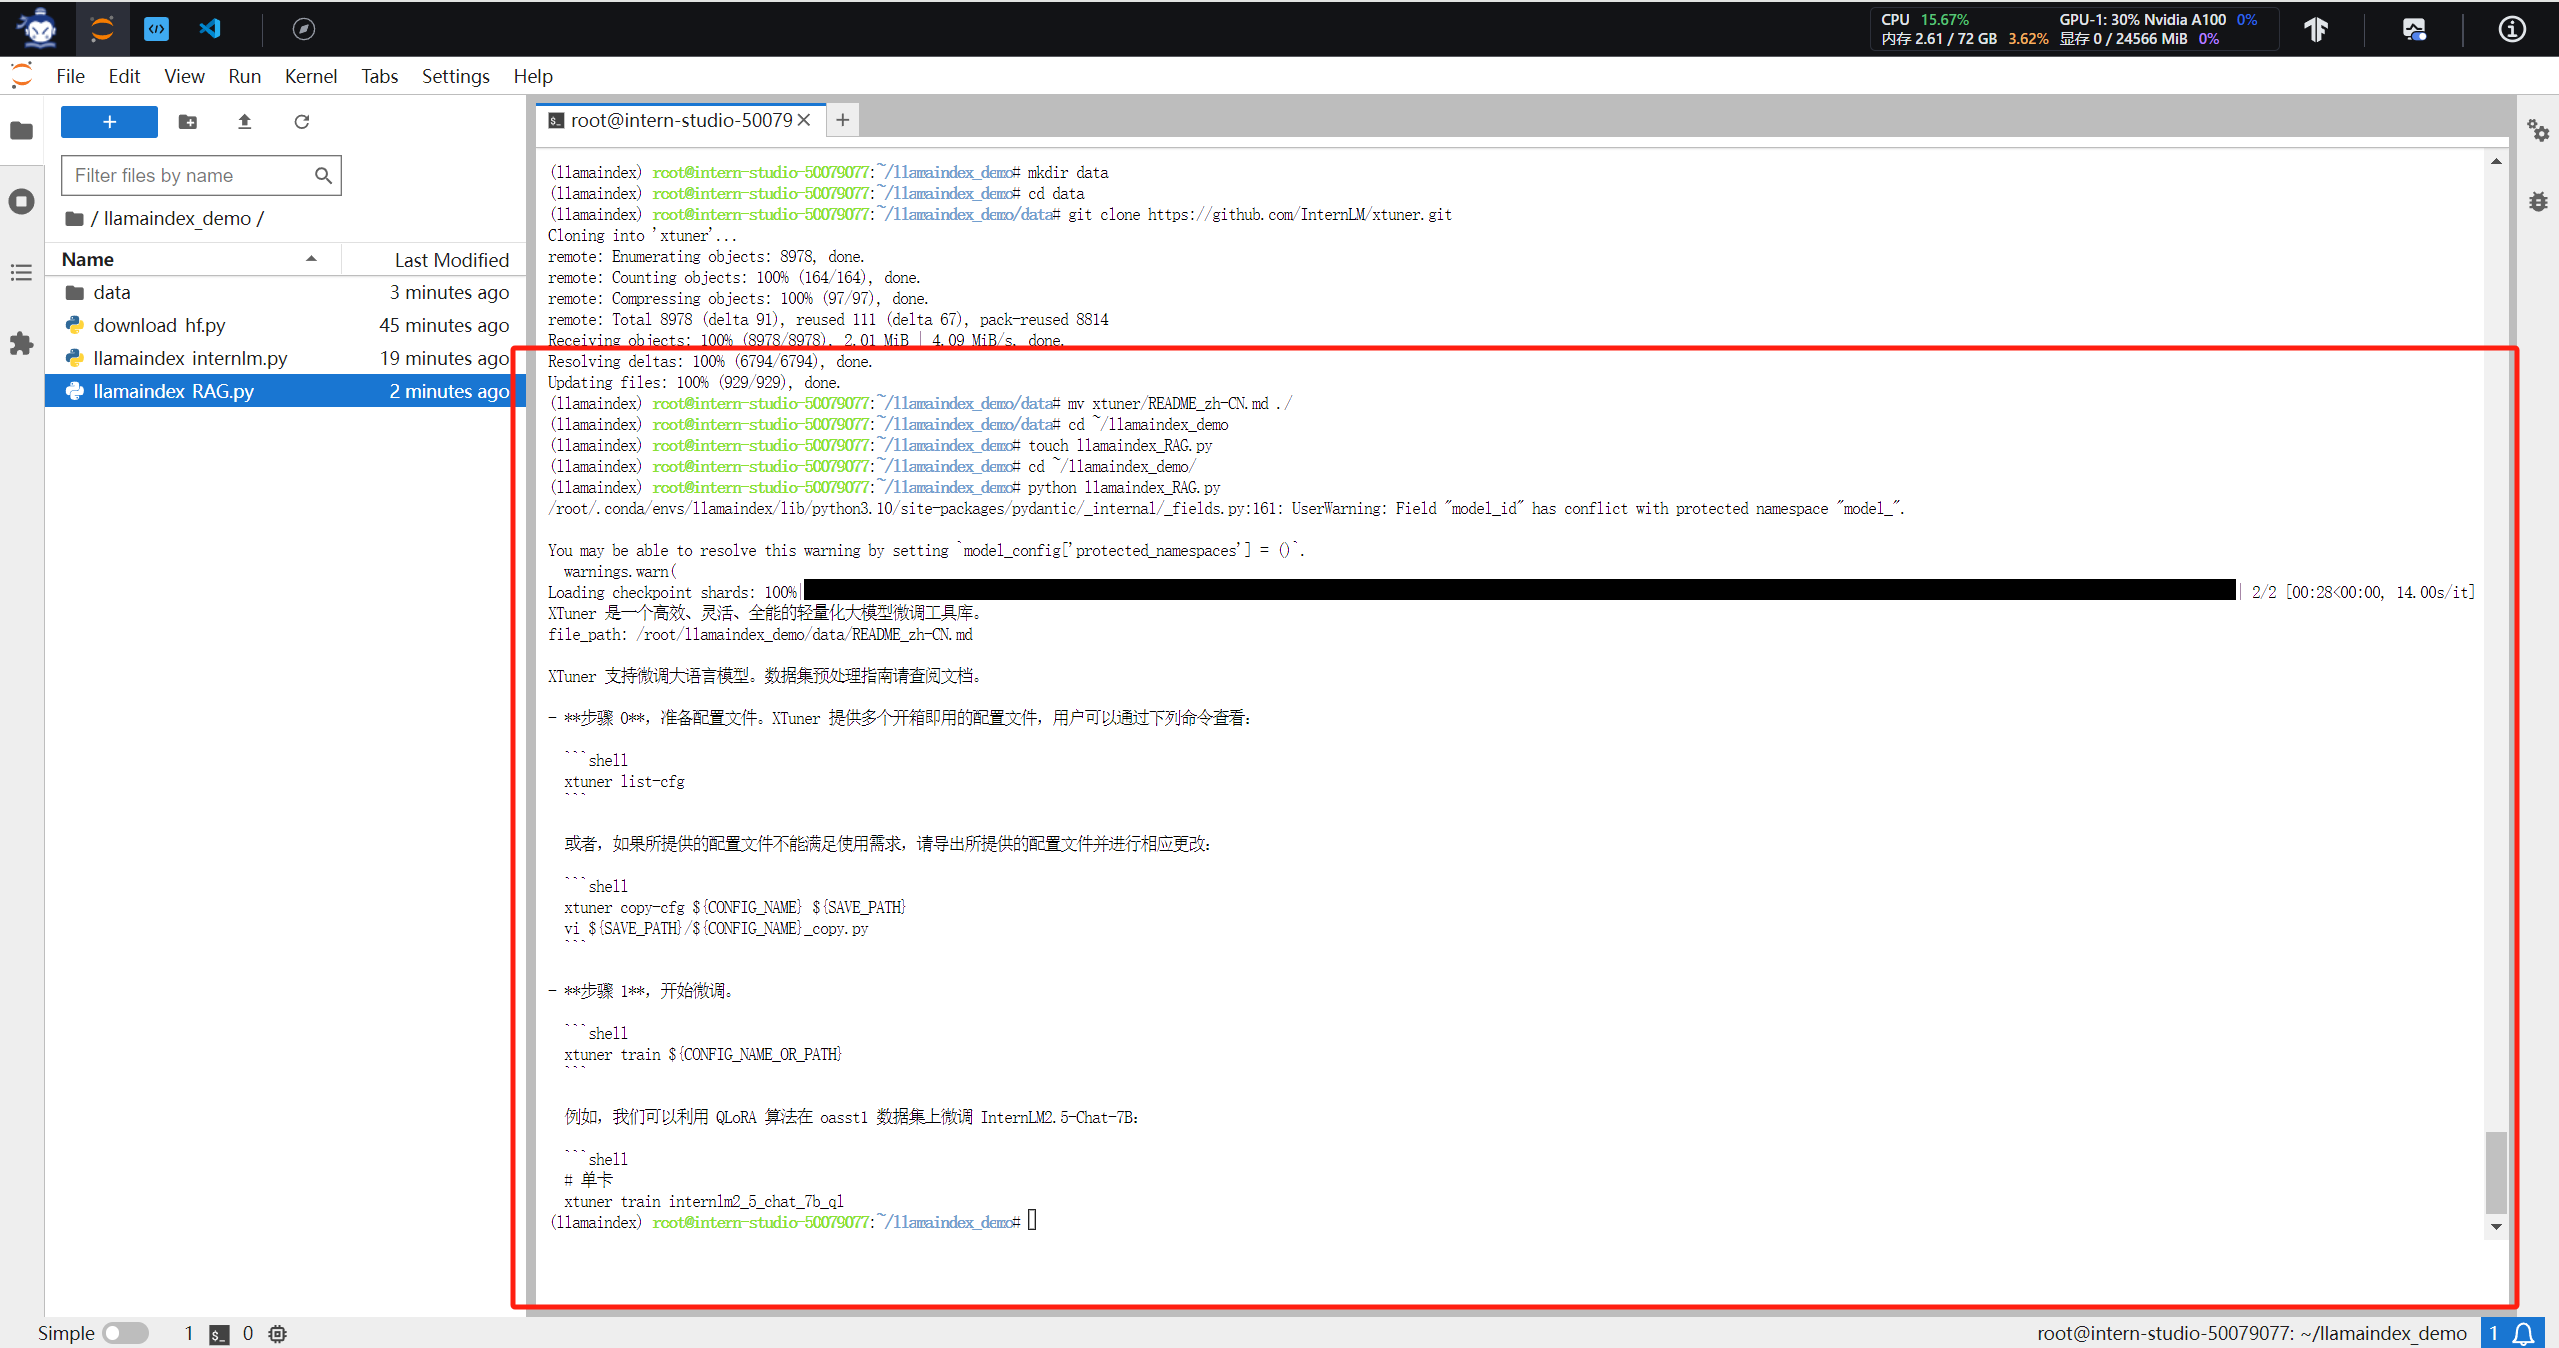 CPU 15.67% GPU-1: 30% Nvidia A100 0%
内存 2.61 / 72 GB 3.62% 显存 0 / 24566 MiB 0%
File Edit View Run Kernel Tabs Settings Help
root@intern-studio-50079
Filter files by name
/ llamaindex_demo /
Name Last Modified
data 3 minutes ago
download_hf.py 45 minutes ago
llamaindex_internlm.py 19 minutes ago
llamaindex_RAG.py 2 minutes ago
(llamaindex) root@intern-studio-50079077:~/llamaindex_demo# mkdir data
(llamaindex) root@intern-studio-50079077:~/llamaindex_demo# cd data
(llamaindex) root@intern-studio-50079077:~/llamaindex_demo/data# git clone https://github.com/InternLM/xtuner.git
Cloning into 'xtuner'...
remote: Enumerating objects: 8978, done.
remote: Counting objects: 100% (164/164), done.
remote: Compressing objects: 100% (97/97), done.
remote: Total 8978 (delta 91), reused 111 (delta 67), pack-reused 8814
Receiving objects: 100% (8978/8978), 2.01 MiB | 4.09 MiB/s, done.
Resolving deltas: 100% (6794/6794), done.
Updating files: 100% (929/929), done.
(llamaindex) root@intern-studio-50079077:~/llamaindex_demo/data# mv xtuner/README_zh-CN.md ./
(llamaindex) root@intern-studio-50079077:~/llamaindex_demo/data# cd ~/llamaindex_demo
(llamaindex) root@intern-studio-50079077:~/llamaindex_demo# touch llamaindex_RAG.py
(llamaindex) root@intern-studio-50079077:~/llamaindex_demo# cd ~/llamaindex_demo/
(llamaindex) root@intern-studio-50079077:~/llamaindex_demo# python llamaindex_RAG.py
/root/.conda/envs/llamaindex/lib/python3.10/site-packages/pydantic/_internal/_fields.py:161: UserWarning: Field "model_id" has conflict with protected namespace "model_".
You may be able to resolve this warning by setting `model_config['protected_namespaces'] = ()`.
warnings.warn(
Loading checkpoint shards: 100%| | 2/2 [00:28<00:00, 14.00s/it]
XTuner 是一个高效、灵活、全能的轻量化大模型微调工具库。
file_path: /root/llamaindex_demo/data/README_zh-CN.md
XTuner 支持微调大语言模型。数据集预处理指南请查阅文档。
- **步骤 0**，准备配置文件。XTuner 提供多个开箱即用的配置文件，用户可以通过下列命令查看：
```shell
xtuner list-cfg
```
或者，如果所提供的配置文件不能满足使用需求，请导出所提供的配置文件并进行相应更改：
```shell
xtuner copy-cfg ${CONFIG_NAME} ${SAVE_PATH}
vi ${SAVE_PATH}/${CONFIG_NAME}_copy.py
```
- **步骤 1**，开始微调。
```shell
xtuner train ${CONFIG_NAME_OR_PATH}
```
例如，我们可以利用 QLoRA 算法在 oasst1 数据集上微调 InternLM2.5-Chat-7B：
```shell
# 单卡
xtuner train internlm2_5_chat_7b_ql
(llamaindex) root@intern-studio-50079077:~/llamaindex_demo#
Simple 1 0 root@intern-studio-50079077: ~/llamaindex_demo 1